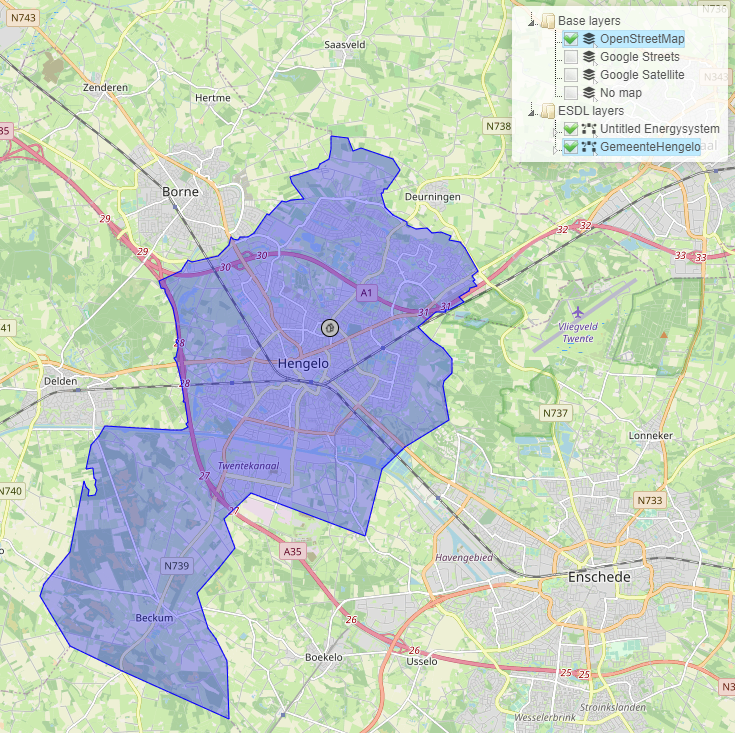 N743
Saasveld
Zenderen
Hertme
35
Borne
29
29
N738
Deurningen
Base layers
OpenStreetMap
Google Streets
Google Satellite
No map
ESDL layers
Untitled Energysystem
GemeenteHengelo
N736
N343
aal
32
32
33
33
30
30
A1
31
31
41
28
Hengelo
Delden
28
Vliegveld
Twente
N737
Lonneker
Twentekanaal
27
27
N740
N733
A35
Havengebied
N739
Enschede
Beckum
26
26
Boekelo
Usselo
25
25
N3
Stroinkslanden
Wesselerbrink